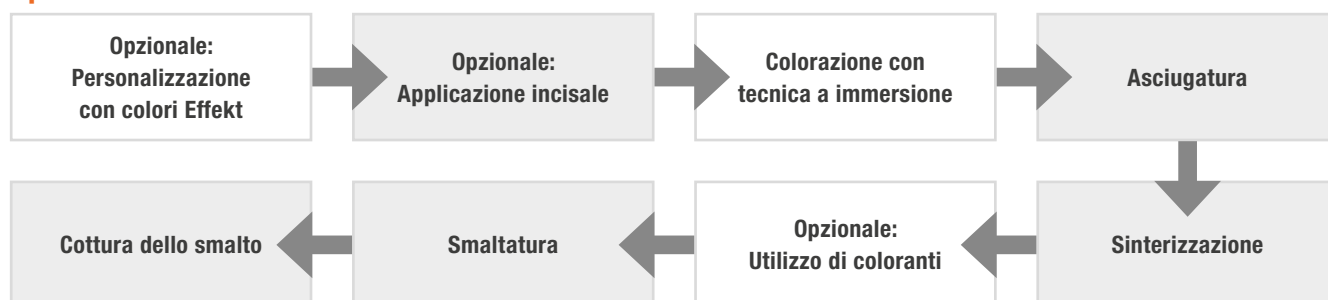 Opzionale:
Personalizzazione
con colori Effekt
Opzionale:
Applicazione incisale
Colorazione con
tecnica a immersione
Asciugatura
Sinterizzazione
Opzionale:
Utilizzo di coloranti
Smaltatura
Cottura dello smalto